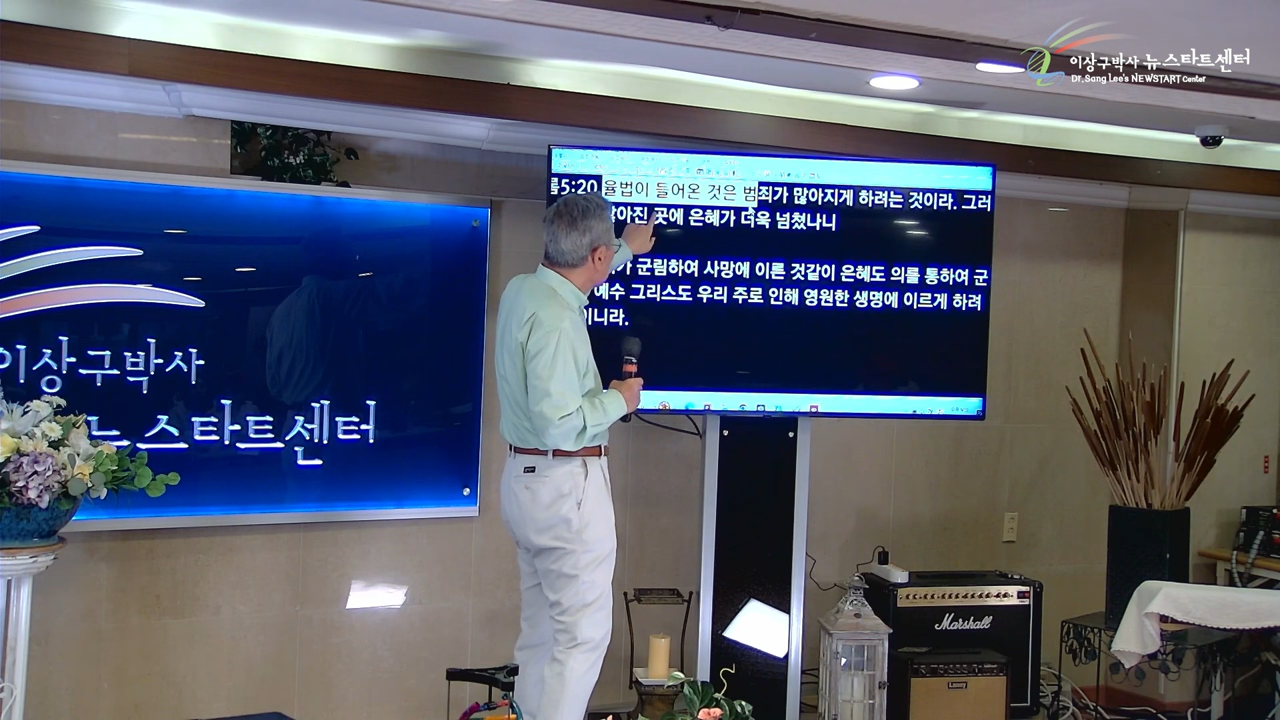 이상구박사 뉴스타트센터
Dr. Sang Lee's NEWSTART Center
롬5:20 율법이 들어온 것은 범죄가 많아지게 하려는 것이라. 그러
많아진 곳에 은혜가 더욱 넘쳤나니
군림하여 사망에 이른 것같이 은혜도 의를 통하여 군
예수 그리스도 우리 주로 인해 영원한 생명에 이르게 하려
이니라.
이상구박사
뉴스타트센터
Marshall
Laney